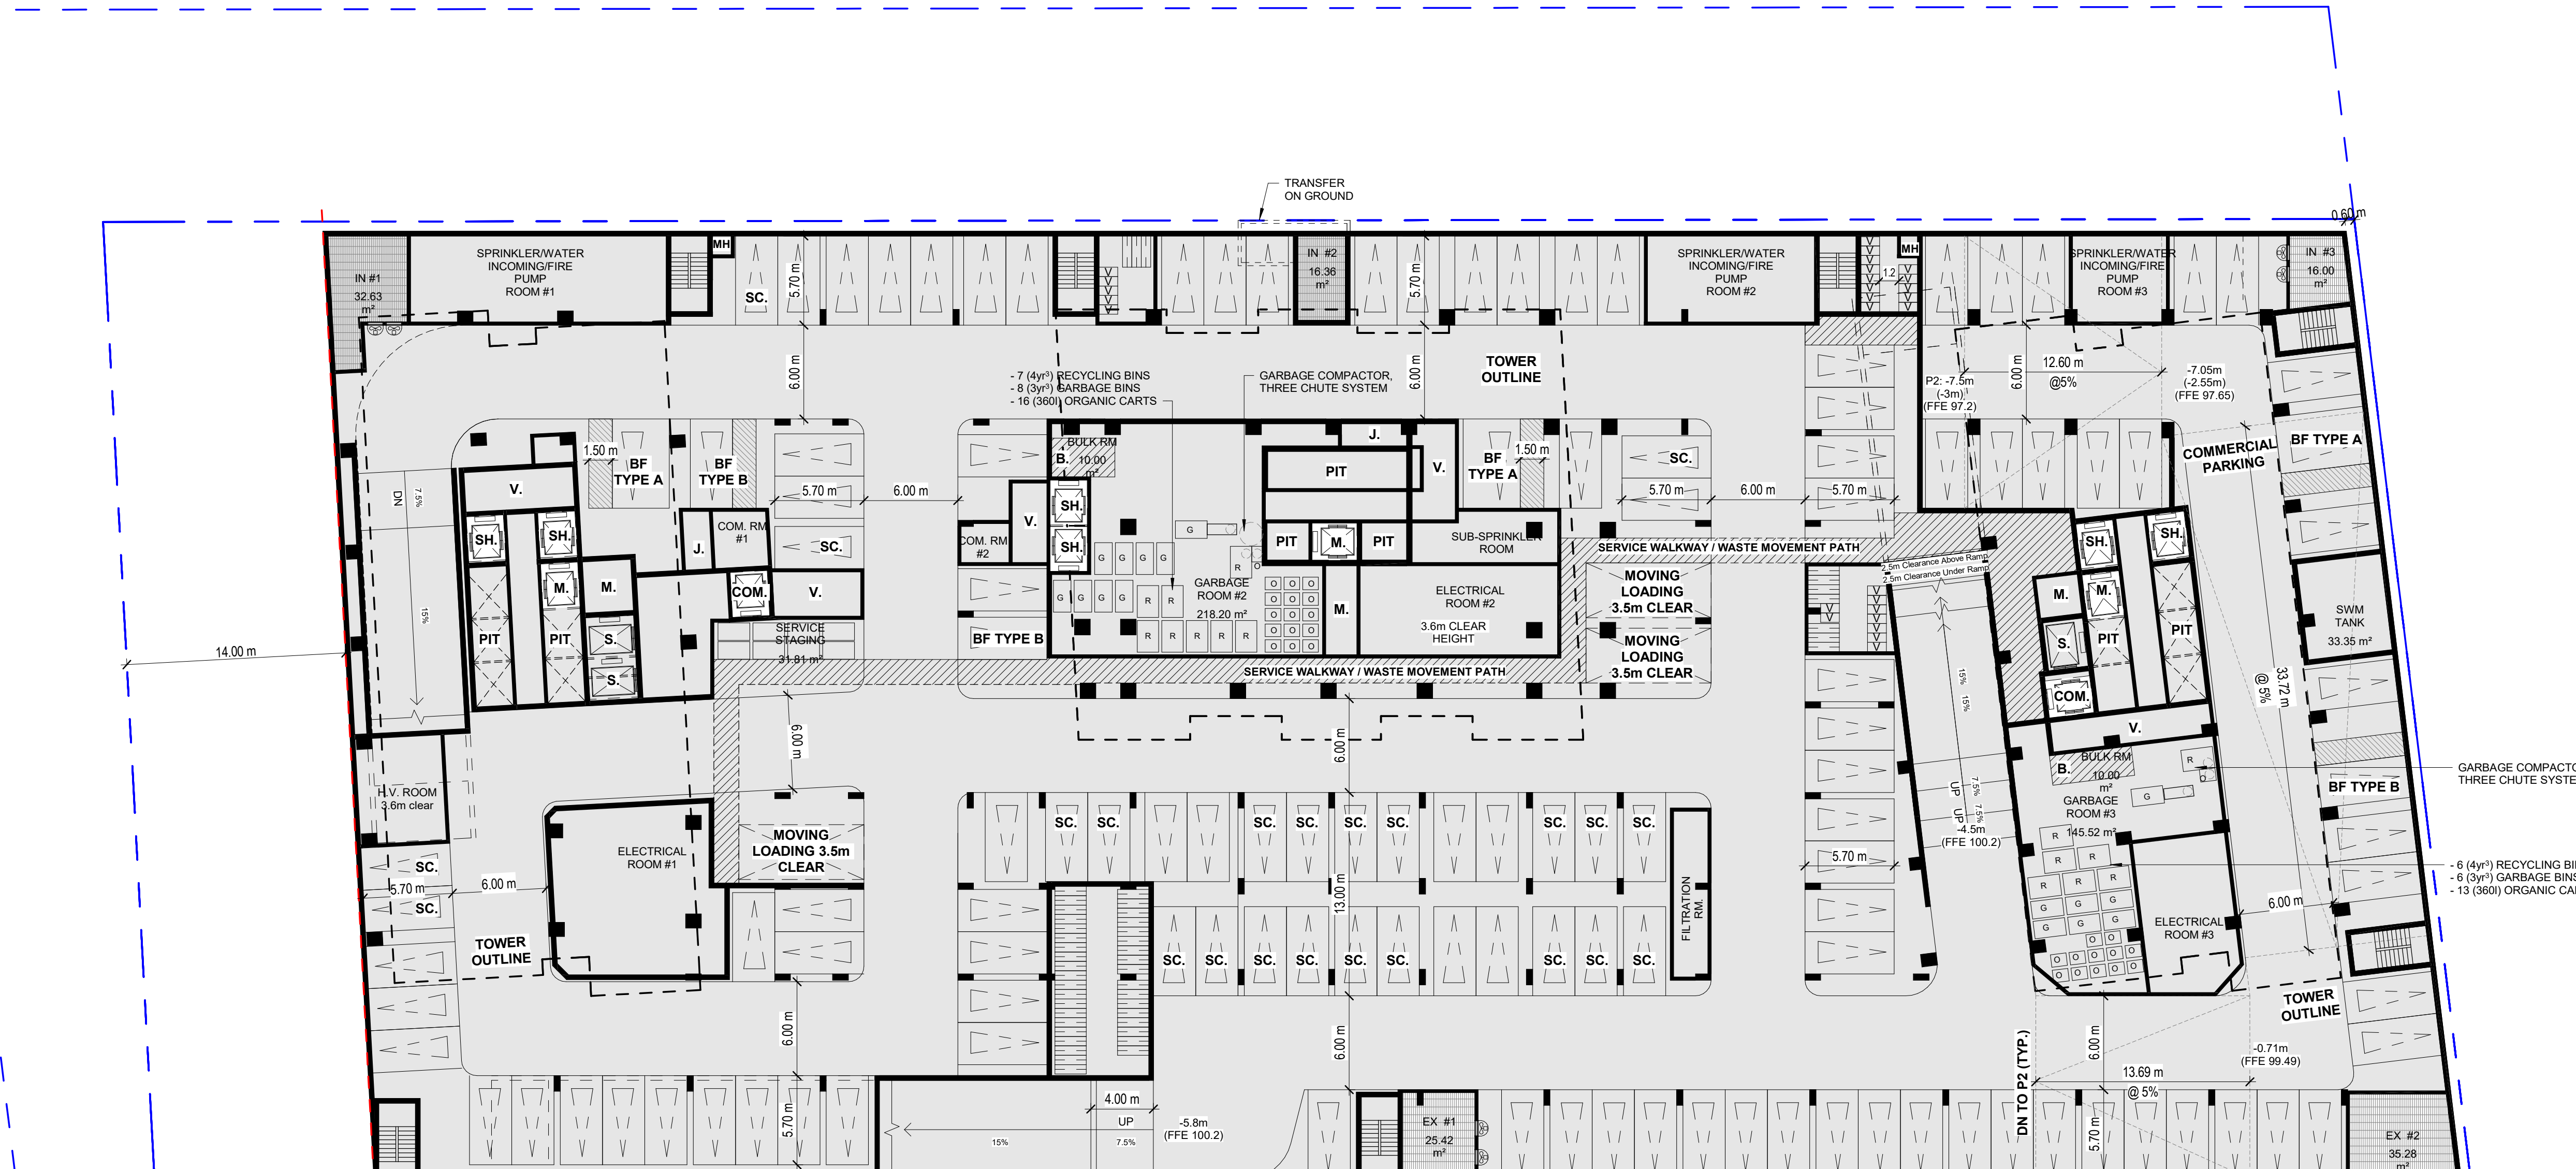 TRANSFER
ON GROUND
0.60 m
MH
SPRINKLER/WATER
INCOMING/FIRE
PUMP
ROOM #1
IN #1
32.63
m²
SC.
5.70 m
IN #2
16.36
m²
5.70 m
SPRINKLER/WATER
INCOMING/FIRE
PUMP
ROOM #2
1.2
MH
SPRINKLER/WATER
INCOMING/FIRE
PUMP
ROOM #3
IN #3
16.00
m²
6.00 m
- 7 (4yr³) RECYCLING BINS
- 8 (3yr³) GARBAGE BINS
- 16 (360l) ORGANIC CARTS
GARBAGE COMPACTOR,
THREE CHUTE SYSTEM
6.00 m
TOWER
OUTLINE
P2: -7.5m
(-3m)
(FFE 97.2)
6.00 m
12.60 m
@5%
-7.05m
(-2.55m)
(FFE 97.65)
COMMERCIAL
PARKING
BF TYPE A
1.50 m
BF
TYPE A
BF
TYPE B
5.70 m
6.00 m
BULK RM
B.
10.00
m²
J.
PIT
V.
BF
TYPE A
1.50 m
SC.
5.70 m
6.00 m
5.70 m
DN
7.5%
15%
V.
SH.
SH.
J.
COM. RM
#1
SC.
COM. RM
#2
V.
SH.
SH.
G
G G G G
R
O
PIT
M.
PIT
SUB-SPRINKLER
ROOM
SERVICE WALKWAY / WASTE MOVEMENT PATH
2.5m Clearance Above Ramp
2.5m Clearance Under Ramp
SH.
SH.
M.
M.
COM.
V.
G G G G
R R
GARBAGE
ROOM #2
218.20 m²
R R R R R
O O O
O O O
O O O
O O O
O O O
M.
ELECTRICAL
ROOM #2
3.6m CLEAR
HEIGHT
MOVING
LOADING
3.5m CLEAR
MOVING
LOADING
3.5m CLEAR
M.
M.
SWM
TANK
33.35 m²
PIT
PIT
S.
S.
SERVICE
STAGING
31.81 m²
BF TYPE B
S.
PIT
PIT
COM.
14.00 m
SERVICE WALKWAY / WASTE MOVEMENT PATH
15%
15%
33.72 m
@ 5%
6.00 m
6.00 m
V.
H.V. ROOM
3.6m clear
BULK RM
B.
10.00
m²
R
O
G
GARBAGE COMPACTO
THREE CHUTE SYSTE
BF TYPE B
UP
7.5%
UP
7.5%
-4.5m
(FFE 100.2)
GARBAGE
ROOM #3
145.52 m²
ELECTRICAL
ROOM #1
MOVING
LOADING 3.5m
CLEAR
SC. SC. SC. SC. SC. SC. SC. SC. SC.
5.70 m
R
R R
R R R
G G G
G G G
O O
O O O O O
O O O O O
- 6 (4yr³) RECYCLING BI
- 6 (3yr³) GARBAGE BINS
- 13 (360l) ORGANIC CA
SC.
5.70 m
6.00 m
SC.
13.00 m
FILTRATION
RM.
6.00 m
ELECTRICAL
ROOM #3
TOWER
OUTLINE
SC. SC. SC. SC. SC. SC. SC. SC. SC.
TOWER
OUTLINE
6.00 m
6.00 m
DN TO P2 (TYP.)
6.00 m
-0.71m
(FFE 99.49)
13.69 m
@ 5%
5.70 m
4.00 m
UP
15%
7.5%
-5.8m
(FFE 100.2)
EX #1
25.42
m²
5.70 m
EX #2
35.28
m²